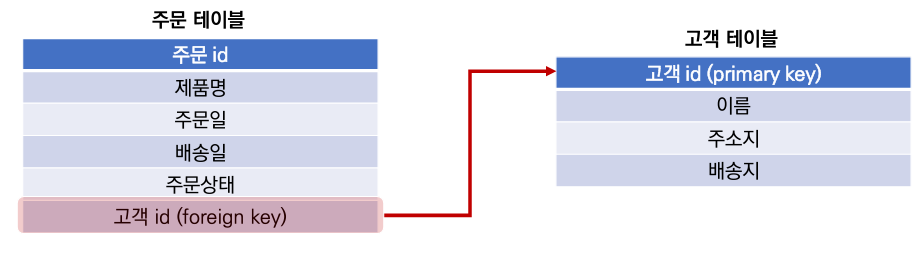 주문 테이블
주문 id
제품명
주문일
배송일
주문상태
고객 id (foreign key)
고객 테이블
고객 id (primary key)
이름
주소지
배송지